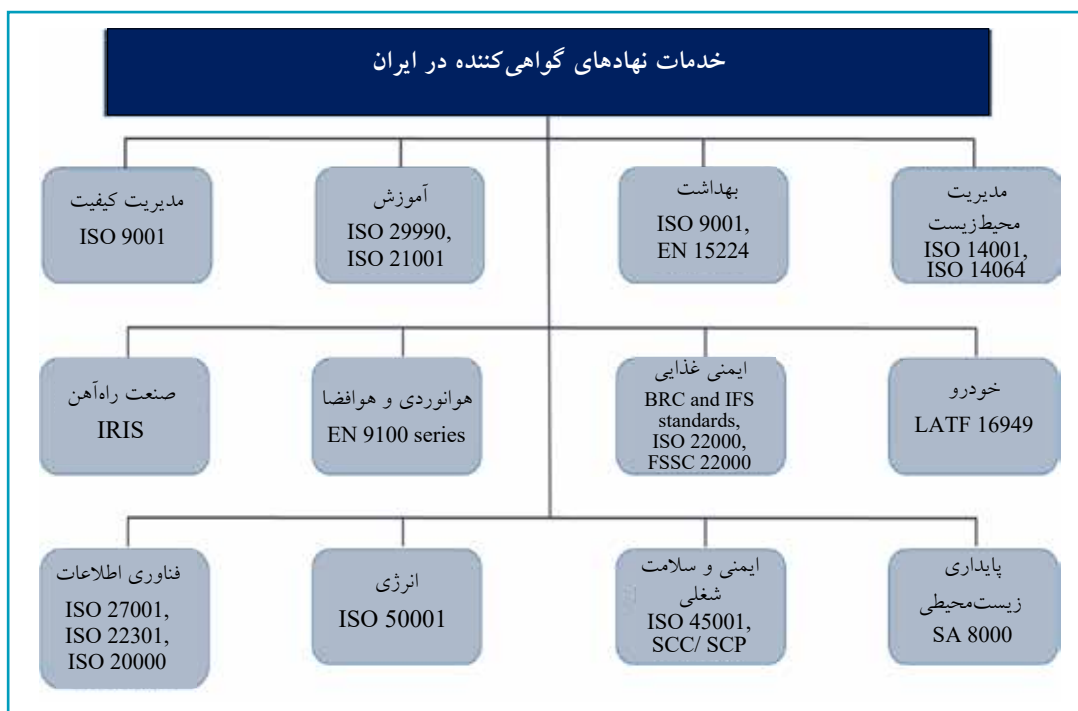 خدمات نهادهای گواهی‌کننده در ایران
مدیریت
محیط‌زیست
ISO 14001,
ISO 14064
بهداشت
ISO 9001,
EN 15224
آموزش
ISO 29990,
ISO 21001
مدیریت کیفیت
ISO 9001
خودرو
LATF 16949
ایمنی غذایی
BRC and IFS
standards,
ISO 22000,
FSSC 22000
هوانوردی و هوافضا
EN 9100 series
صنعت راه‌آهن
IRIS
پایداری
زیست‌محیطی
SA 8000
ایمنی و سلامت
شغلی
ISO 45001,
SCC/ SCP
انرژی
ISO 50001
فناوری اطلاعات
ISO 27001,
ISO 22301,
ISO 20000